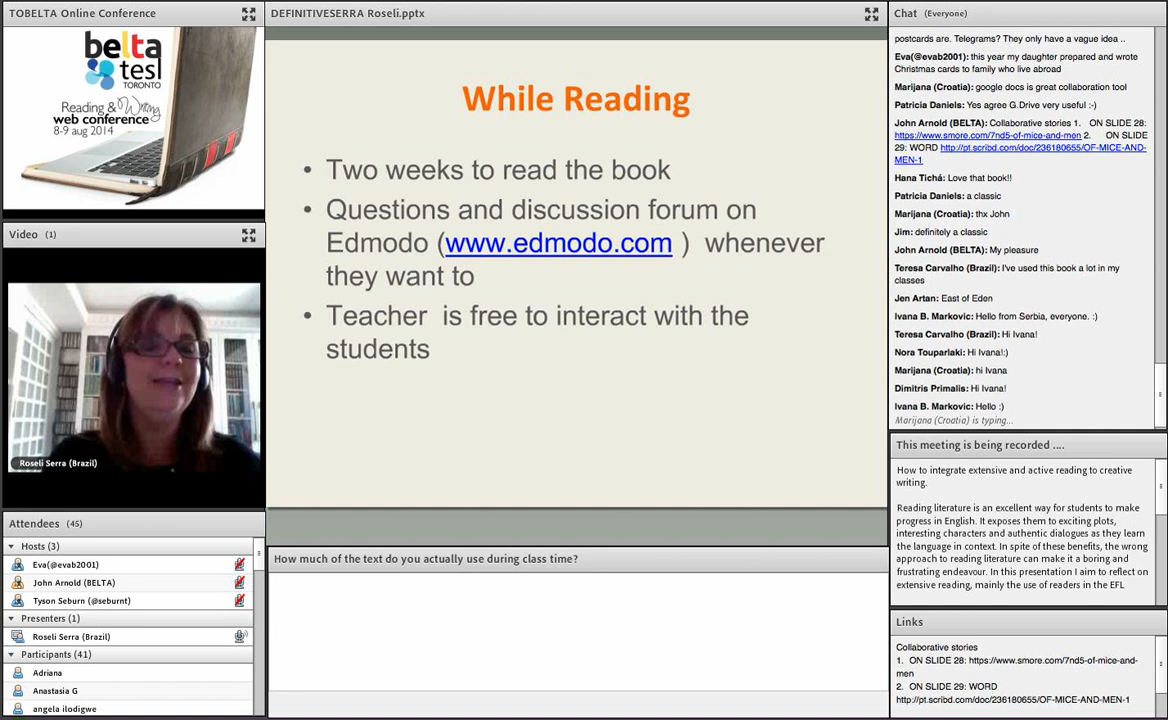 TOBELTA Online Conference
belta
tesl
TORONTO
Reading & Writing
web conference
8-9 aug 2014
Video (1)
Roseli Serra (Brazil)
Attendees (45)
Hosts (3)
Eva(@evab2001)
John Arnold (BELTA)
Tyson Seburn (@seburnt)
Presenters (1)
Roseli Serra (Brazil)
Participants (41)
Adrina
Anastasia G
angela ilodigwe
DEFINITIVESERRA Roseli.pptx
While Reading
• Two weeks to read the book
• Questions and discussion forum on
Edmodo (www.edmodo.com ) whenever
they want to
• Teacher is free to interact with the
students
How much of the text do you actually use during class time?
Chat (Everyone)
postcards are. Telegrams? They only have a vague idea ..
Eva(@evab2001): this year my daughter prepared and wrote
Christmas cards to family who live abroad
Marijana (Croatia): google docs is great collaboration tool
Patricia Daniels: Yes agree G.Drive very useful :-)
John Arnold (BELTA): Collaborative stories 1. ON SLIDE 28:
https://www.smore.com/7nd5-of-mice-and-men 2. ON SLIDE
29: WORD http://pt.scribd.com/doc/236180655/OF-MICE-AND-
MEN-1
Hana Tichá: Love that book!!
Patricia Daniels: a classic
Marijana (Croatia): thx John
Jim: definitely a classic
John Arnold (BELTA): My pleasure
Teresa Carvalho (Brazil): I've used this book a lot in my
classes
Jen Artan: East of Eden
Ivana B. Markovic: Hello from Serbia, everyone. :)
Teresa Carvalho (Brazil): Hi Ivana!
Nora Touparlaki: Hi Ivana!:)
Marijana (Croatia): hi Ivana
Dimitris Primalis: Hi Ivana!
Ivana B. Markovic: Hello :)
Marijana (Croatia) is typing...
This meeting is being recorded ....
How to integrate extensive and active reading to creative
writing.
Reading literature is an excellent way for students to make
progress in English. It exposes them to exciting plots,
interesting characters and authentic dialogues as they learn
the language in context. In spite of these benefits, the wrong
approach to reading literature can make it a boring and
frustrating endeavour. In this presentation I aim to reflect on
extensive reading, mainly the use of readers in the EFL
Links
Collaborative stories
1. ON SLIDE 28: https://www.smore.com/7nd5-of-mice-and-
men
2. ON SLIDE 29: WORD
http://pt.scribd.com/doc/236180655/OF-MICE-AND-MEN-1